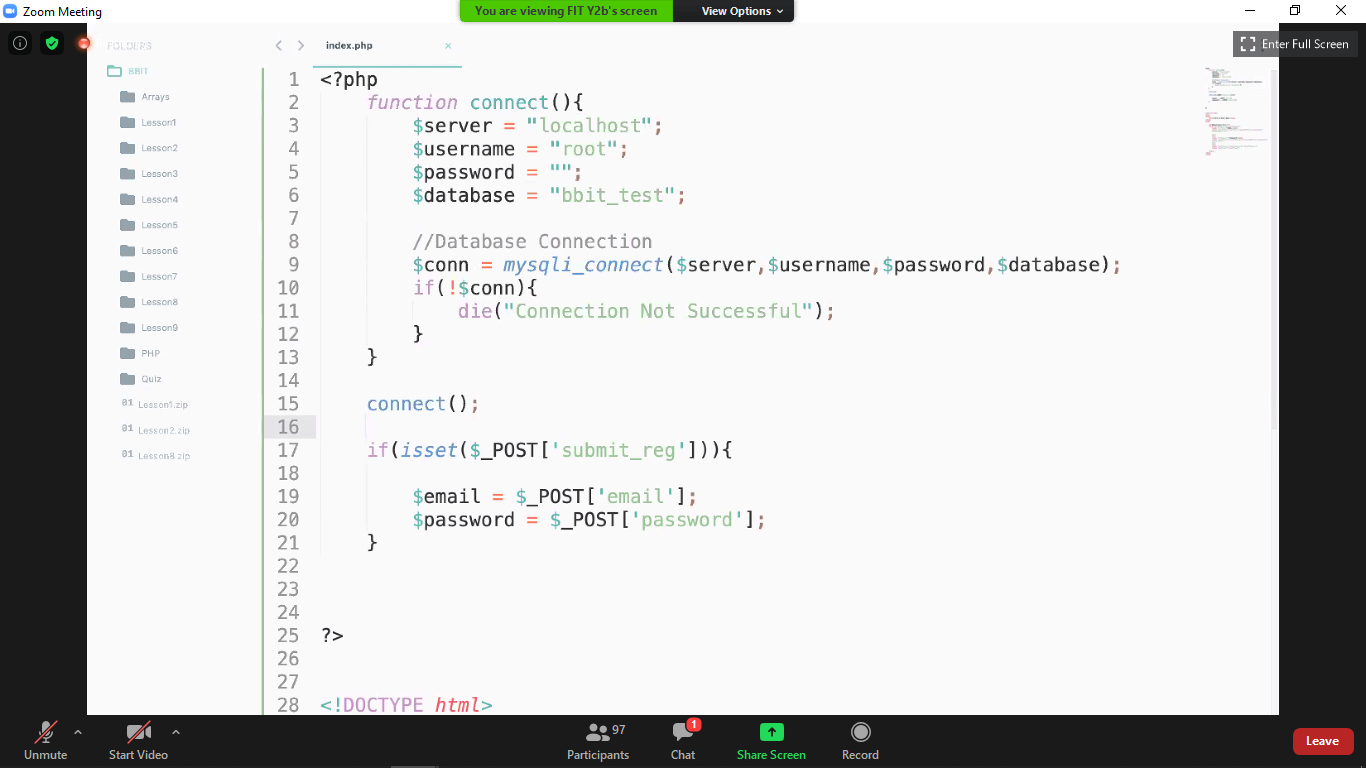 Zoom Meeting
You are viewing FIT Y2b's screen
View Options
Enter Full Screen
FOLDERS
BBIT
Arrays
Lesson1
Lesson2
Lesson3
Lesson4
Lesson5
Lesson6
Lesson7
Lesson8
Lesson9
PHP
Quiz
01 Lesson1.zip
01 Lesson2.zip
01 Lesson8.zip
index.php
1 <?php
2 function connect(){
3 $server = "localhost";
4 $username = "root";
5 $password = "";
6 $database = "bbit_test";
7
8 //Database Connection
9 $conn = mysqli_connect($server,$username,$password,$database);
10 if(!$conn){
11 die("Connection Not Successful");
12 }
13 }
14
15 connect();
16
17 if(isset($_POST['submit_reg'])){
18
19 $email = $_POST['email'];
20 $password = $_POST['password'];
21 }
22
23
24
25 ?>
26
27
28 <!DOCTYPE html>
Unmute
Start Video
97
Participants
1
Chat
Share Screen
Record
Leave